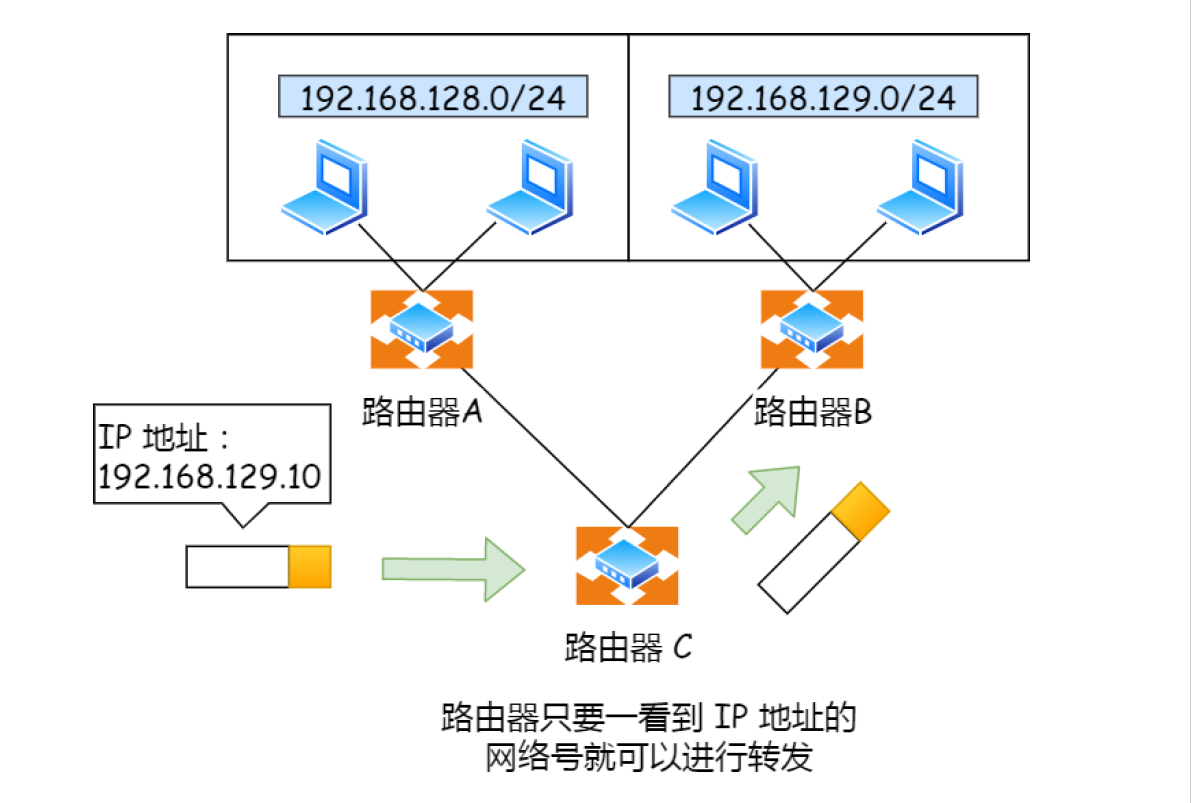 192.168.128.0/24
192.168.129.0/24
路由器A
路由器B
IP 地址：
192.168.129.10
路由器 C
路由器只要一看到 IP 地址的
网络号就可以进行转发